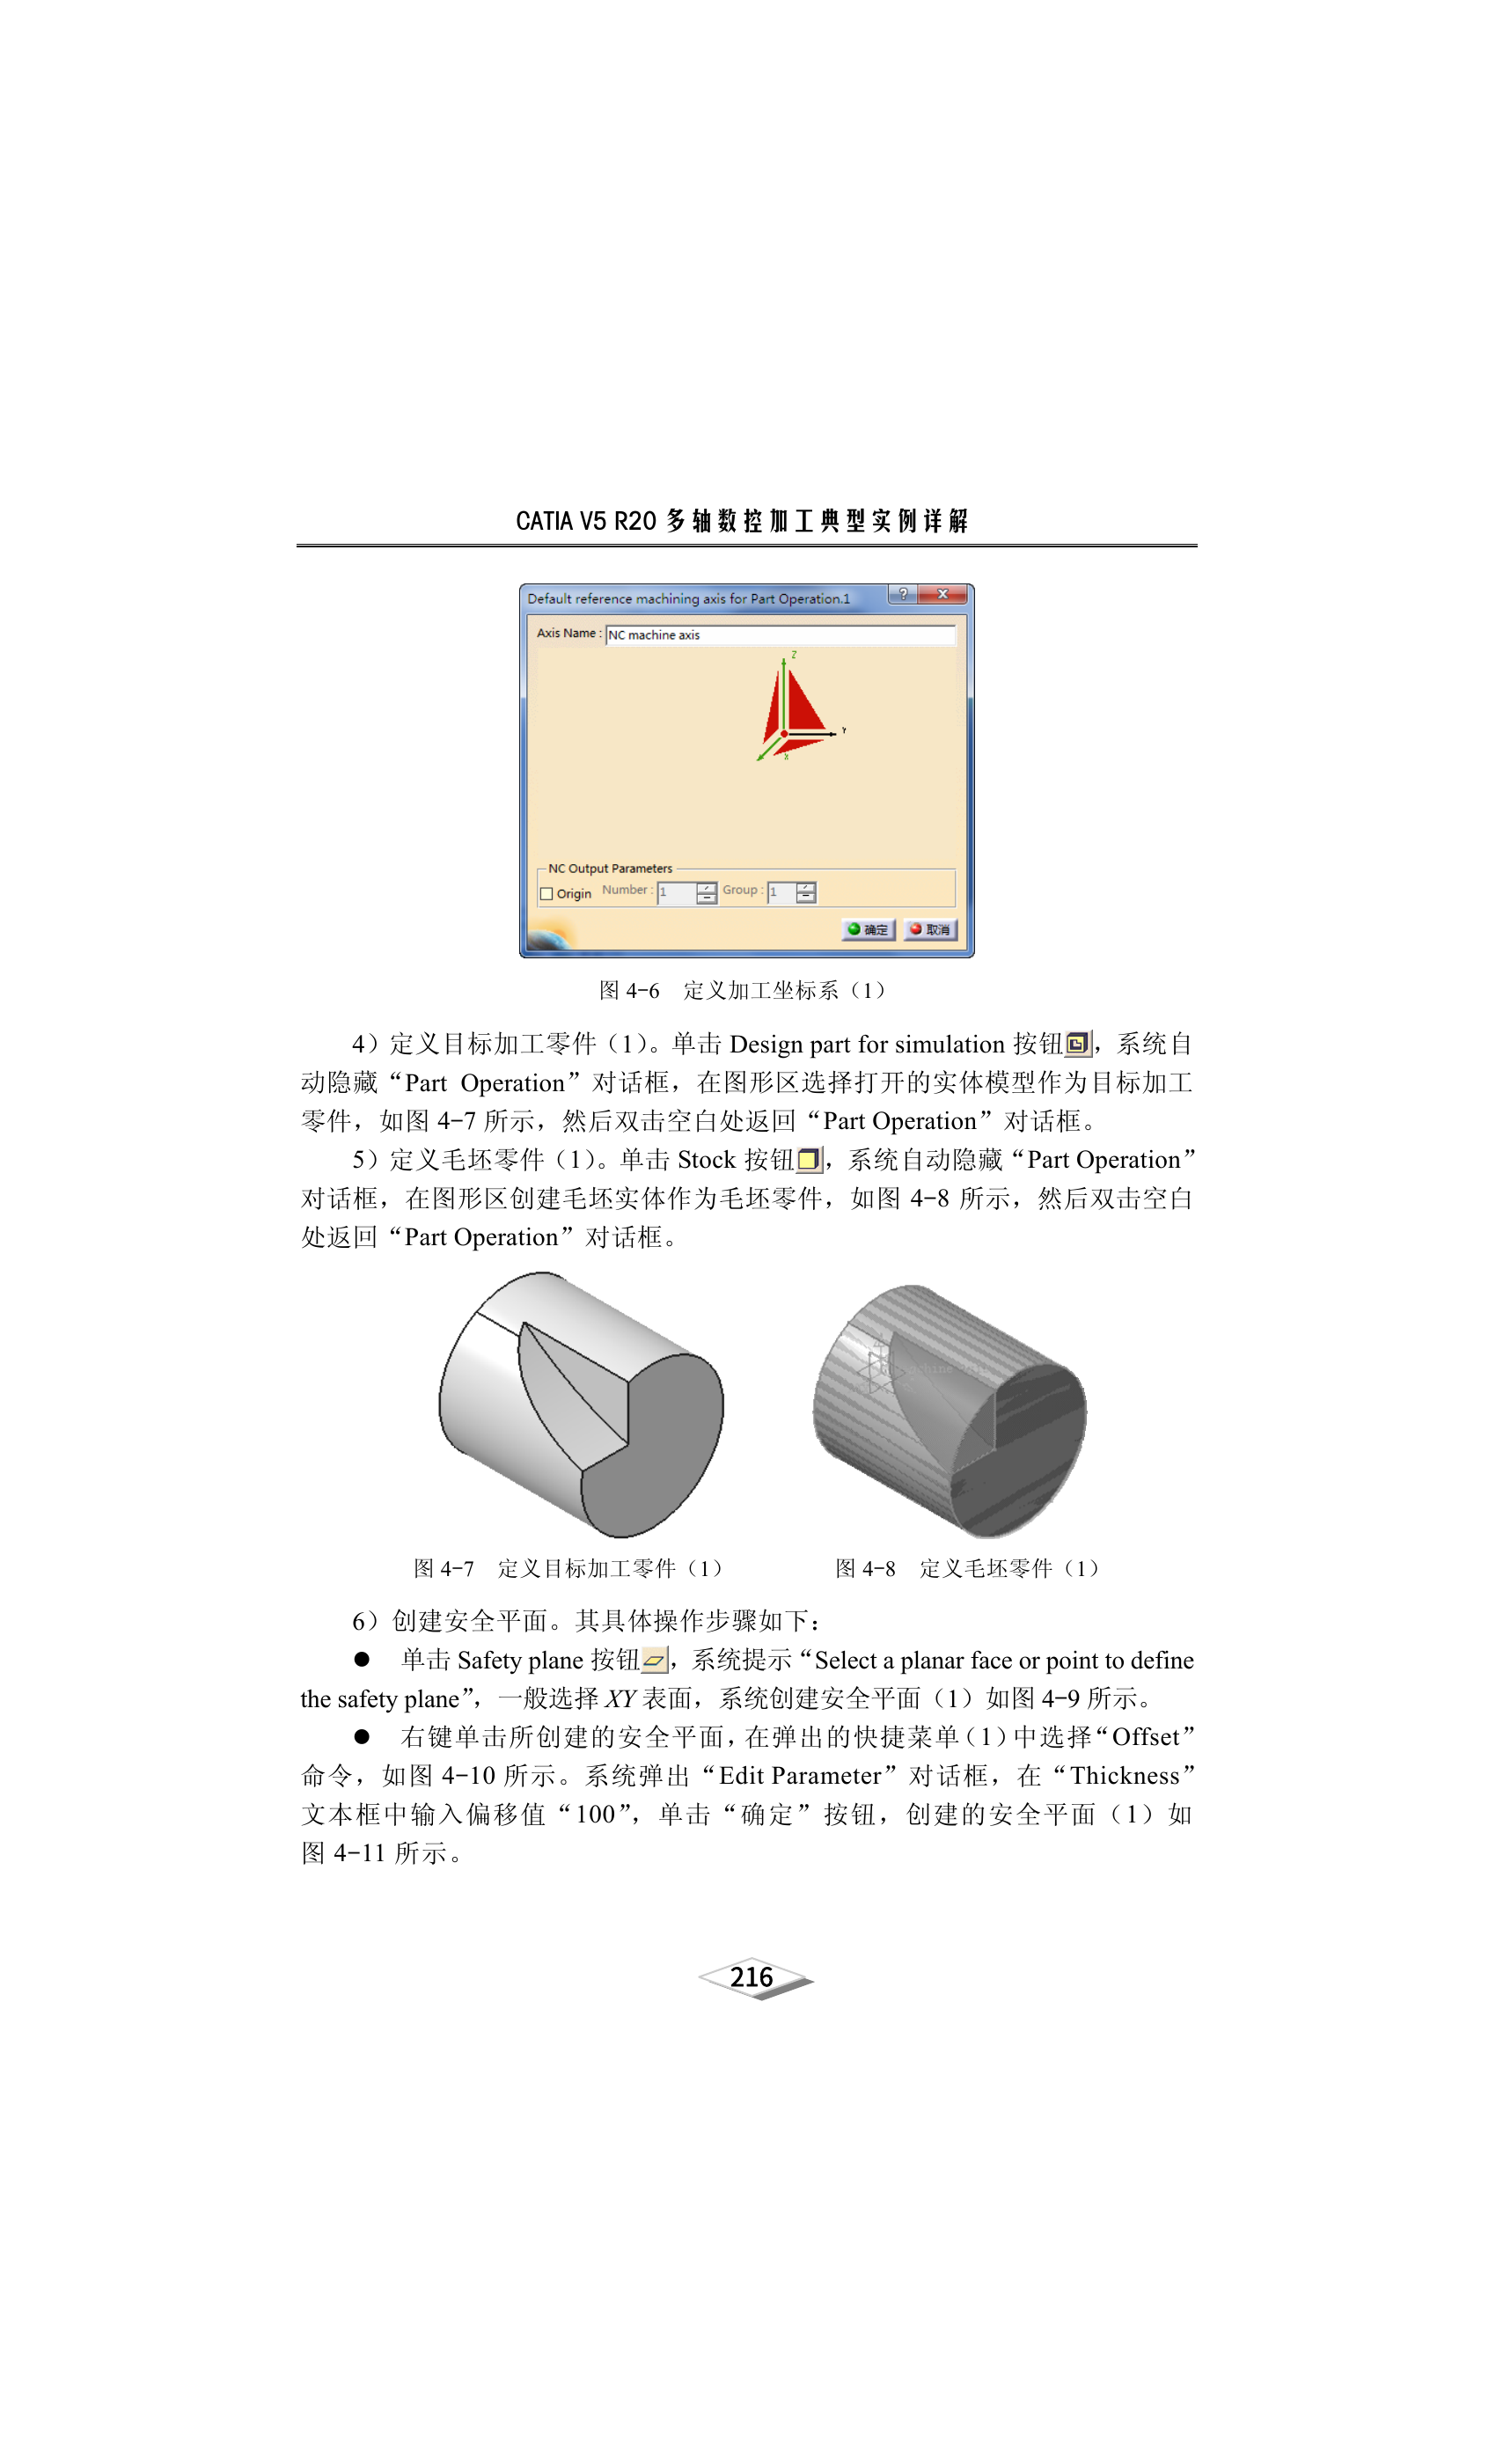 CATIA V5 R20 多轴数控加工典型实例详解
Default reference machining axis for Part Operation.1
Axis Name : NC machine axis
Z
Y
X
NC Output Parameters
Origin Number : 1 Group : 1
确定 取消
图 4-6 定义加工坐标系（1）
4）定义目标加工零件（1）。单击 Design part for simulation 按钮，系统自
动隐藏“Part Operation”对话框，在图形区选择打开的实体模型作为目标加工
零件，如图 4-7 所示，然后双击空白处返回“Part Operation”对话框。
5）定义毛坯零件（1）。单击 Stock 按钮，系统自动隐藏“Part Operation”
对话框，在图形区创建毛坯实体作为毛坯零件，如图 4-8 所示，然后双击空白
处返回“Part Operation”对话框。
图 4-7 定义目标加工零件（1）
图 4-8 定义毛坯零件（1）
6）创建安全平面。其具体操作步骤如下：
● 单击 Safety plane 按钮，系统提示“Select a planar face or point to define
the safety plane”，一般选择 XY 表面，系统创建安全平面（1）如图 4-9 所示。
● 右键单击所创建的安全平面，在弹出的快捷菜单（1）中选择“Offset”
命令，如图 4-10 所示。系统弹出“Edit Parameter”对话框，在“Thickness”
文本框中输入偏移值“100”，单击“确定”按钮，创建的安全平面（1）如
图 4-11 所示。
216